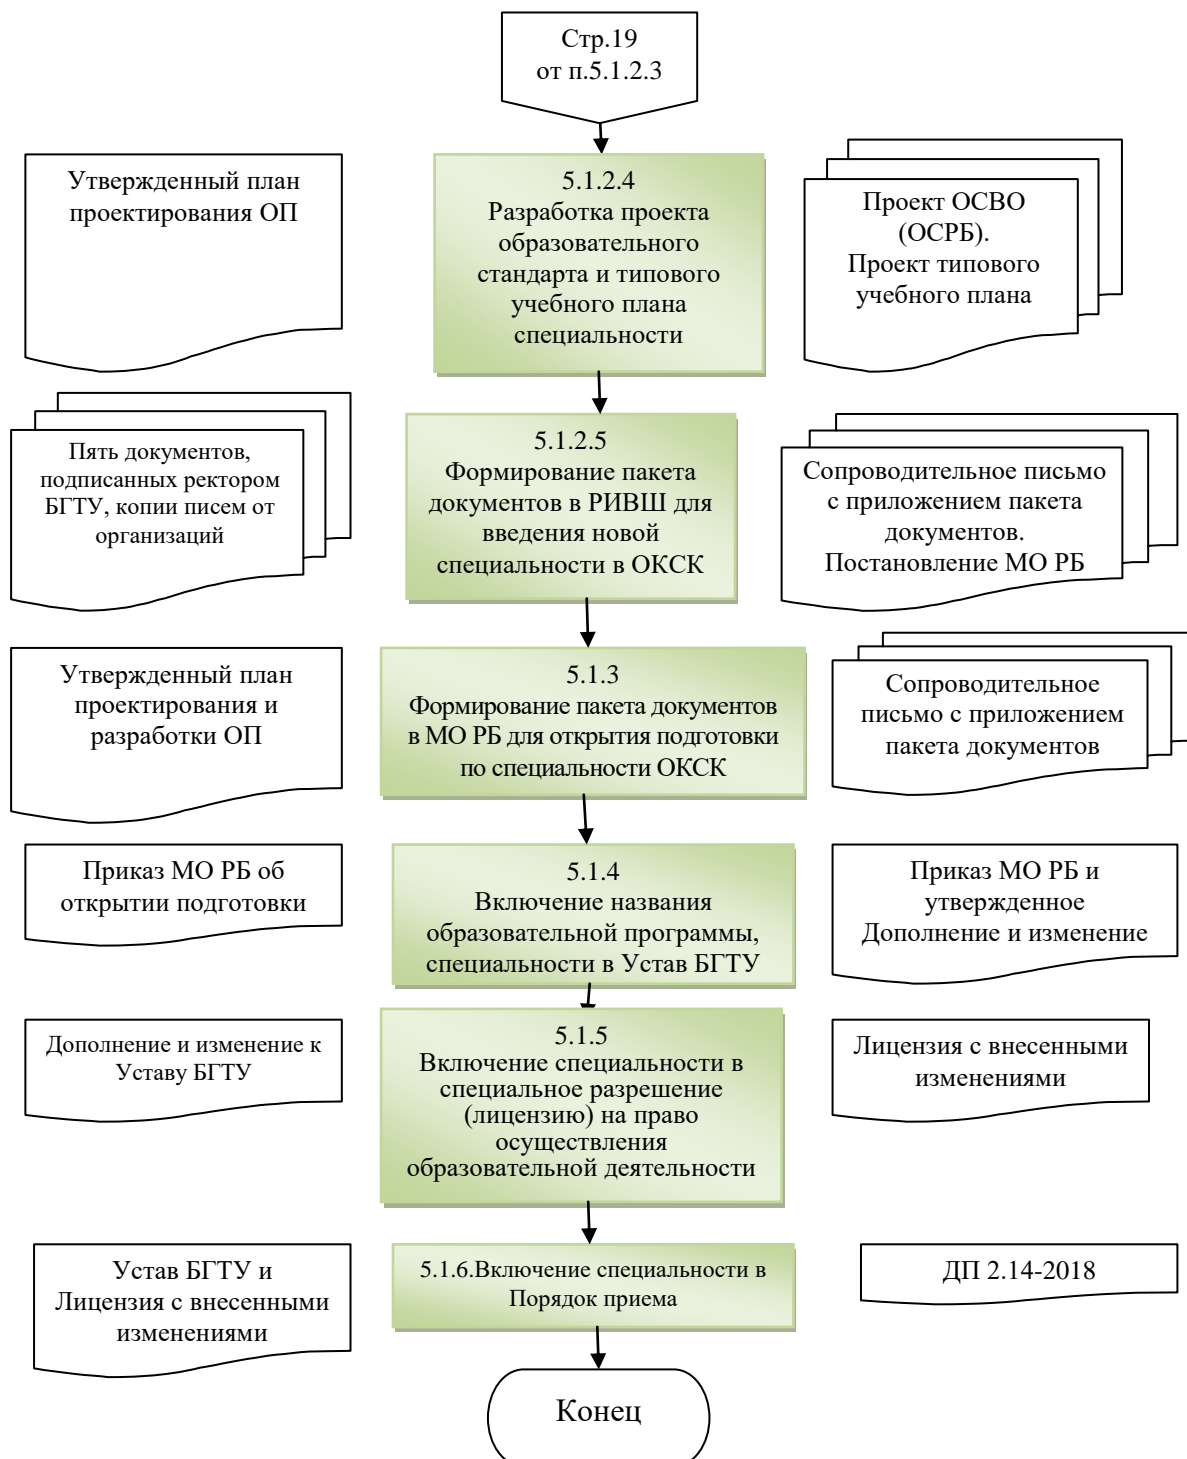 Стр.19
от п.5.1.2.3
Утвержденный план
проектирования ОП
5.1.2.4
Разработка проекта
образовательного
стандарта и типового
учебного плана
специальности
Проект ОСВО
(ОСРБ).
Проект типового
учебного плана
Пять документов,
подписанных ректором
БГТУ, копии писем от
организаций
5.1.2.5
Формирование пакета
документов в РИВШ для
введения новой
специальности в ОКСК
Сопроводительное письмо
с приложением пакета
документов.
Постановление МО РБ
Утвержденный план
проектирования и
разработки ОП
5.1.3
Формирование пакета документов
в МО РБ для открытия подготовки
по специальности ОКСК
Сопроводительное
письмо с приложением
пакета документов
Приказ МО РБ об
открытии подготовки
5.1.4
Включение названия
образовательной программы,
специальности в Устав БГТУ
Приказ МО РБ и
утвержденное
Дополнение и изменение
Дополнение и изменение к
Уставу БГТУ
5.1.5
Включение специальности в
специальное разрешение
(лицензию) на право
осуществления
образовательной деятельности
Лицензия с внесенными
изменениями
Устав БГТУ и
Лицензия с внесенными
изменениями
5.1.6.Включение специальности в
Порядок приема
ДП 2.14-2018
Конец